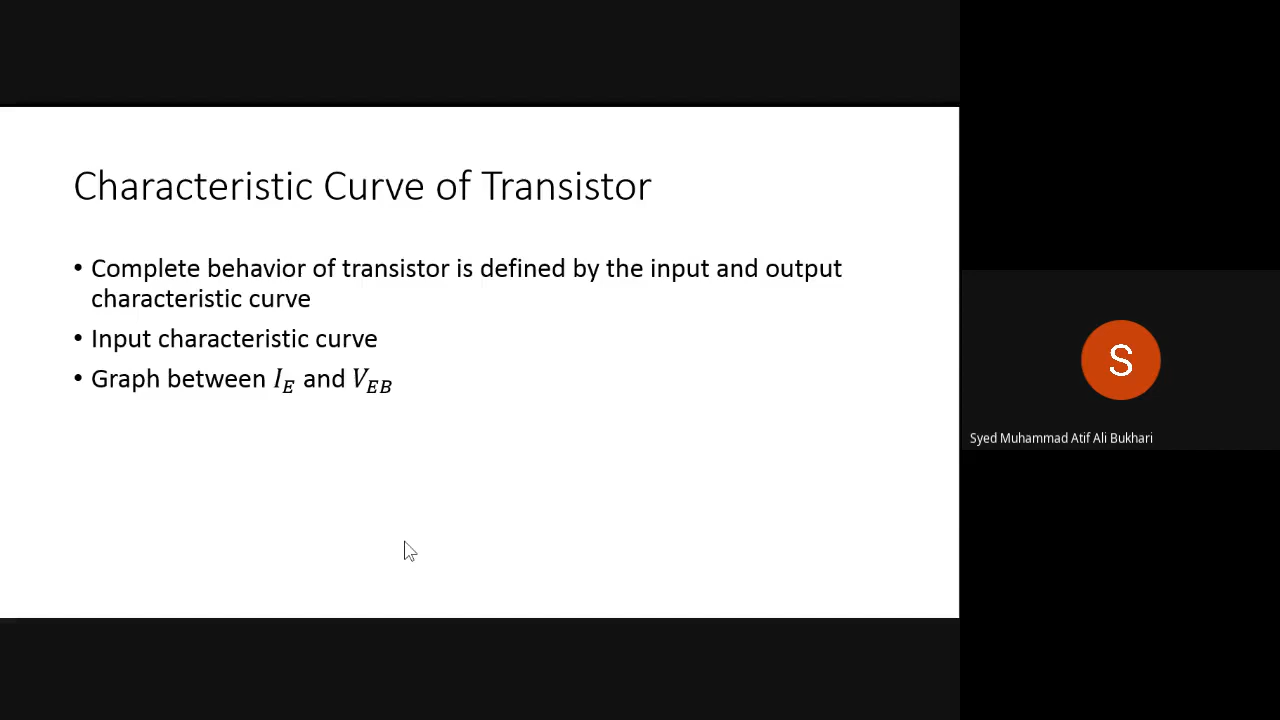 Characteristic Curve of Transistor
• Complete behavior of transistor is defined by the input and output
characteristic curve
• Input characteristic curve
• Graph between I_E and V_EB
S
Syed Muhammad Atif Ali Bukhari